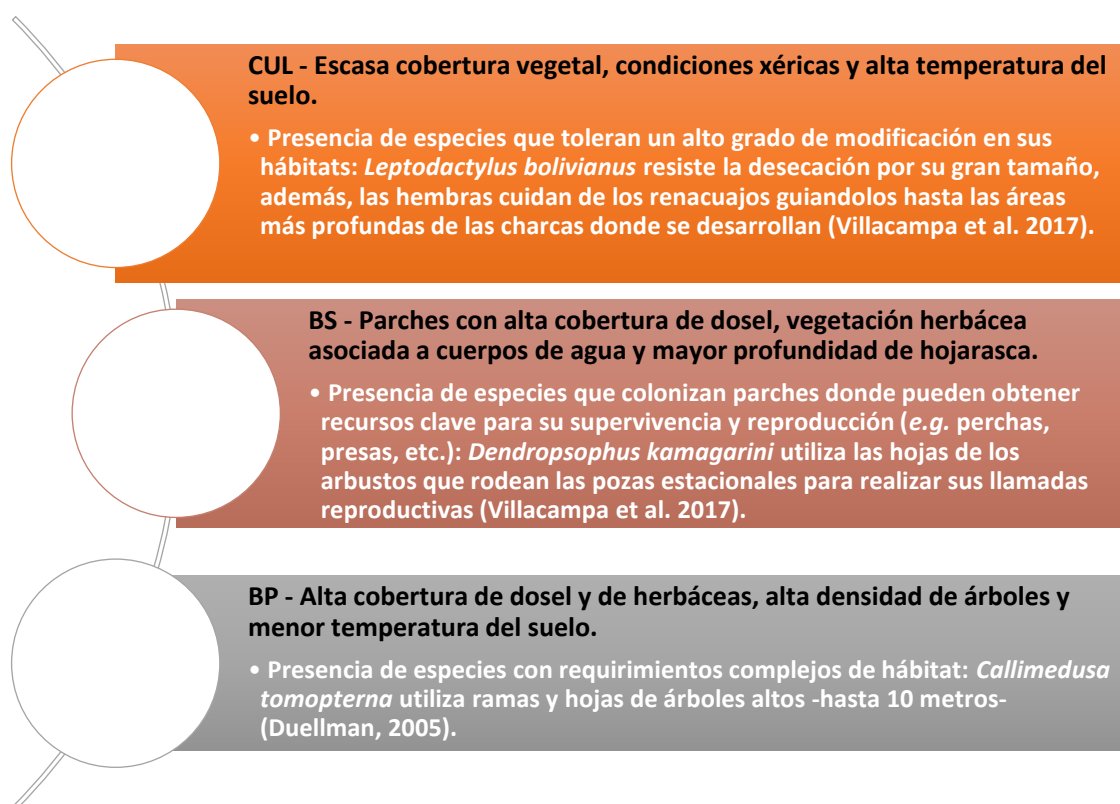 CUL - Escasa cobertura vegetal, condiciones xéricas y alta temperatura del
suelo.
• Presencia de especies que toleran un alto grado de modificación en sus
hábitats: Leptodactylus bolivianus resiste la desecación por su gran tamaño,
además, las hembras cuidan de los renacuajos guiandolos hasta las áreas
más profundas de las charcas donde se desarrollan (Villacampa et al. 2017).
BS - Parches con alta cobertura de dosel, vegetación herbácea
asociada a cuerpos de agua y mayor profundidad de hojarasca.
• Presencia de especies que colonizan parches donde pueden obtener
recursos clave para su supervivencia y reproducción (e.g. perchas,
presas, etc.): Dendropsophus kamagarini utiliza las hojas de los
arbustos que rodean las pozas estacionales para realizar sus llamadas
reproductivas (Villacampa et al. 2017).
BP - Alta cobertura de dosel y de herbáceas, alta densidad de árboles y
menor temperatura del suelo.
• Presencia de especies con requirimientos complejos de hábitat: Callimedusa
tomopterna utiliza ramas y hojas de árboles altos -hasta 10 metros-
(Duellman, 2005).